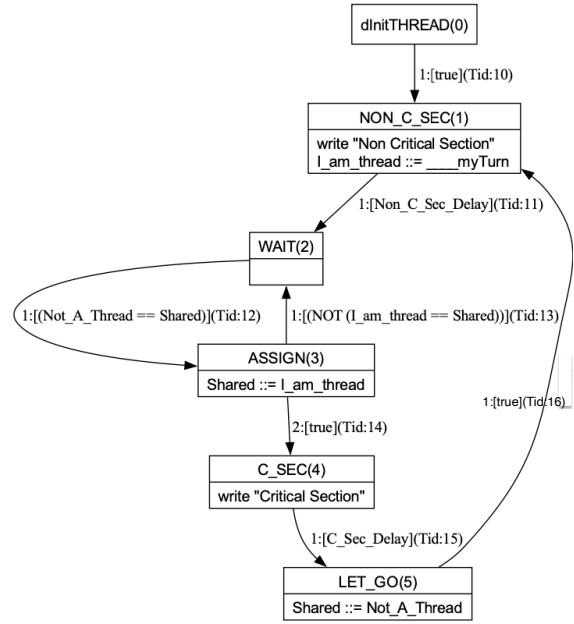 dInitTHREAD(0)
1:[true](Tid:10)
NON_C_SEC(1)
write "Non Critical Section"
I_am_thread ::= ____myTurn
1:[Non_C_Sec_Delay](Tid:11)
WAIT(2)
1:[(Not_A_Thread == Shared)](Tid:12)
1:[(NOT (I_am_thread == Shared))](Tid:13)
ASSIGN(3)
Shared ::= I_am_thread
1:[true](Tid:16)
2:[true](Tid:14)
C_SEC(4)
write "Critical Section"
1:[C_Sec_Delay](Tid:15)
LET_GO(5)
Shared ::= Not_A_Thread